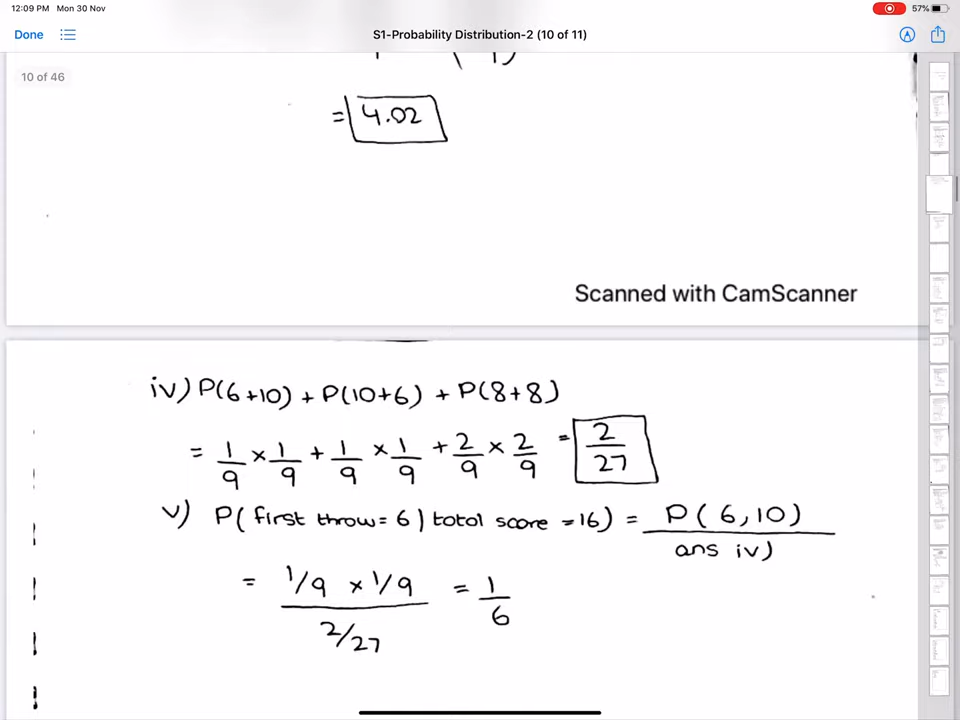 12:09 PM Mon 30 Nov 57%
Done S1-Probability Distribution-2 (10 of 11)
10 of 46
= 4.02
Scanned with CamScanner
iv) P(6+10) + P(10+6) + P(8+8)
= 1/9 × 1/9 + 1/9 × 1/9 + 2/9 × 2/9 = 2/27
v) P( first throw = 6 | total score = 16) = P( 6, 10) / ans iv)
= 1/9 × 1/9 / 2/27 = 1/6